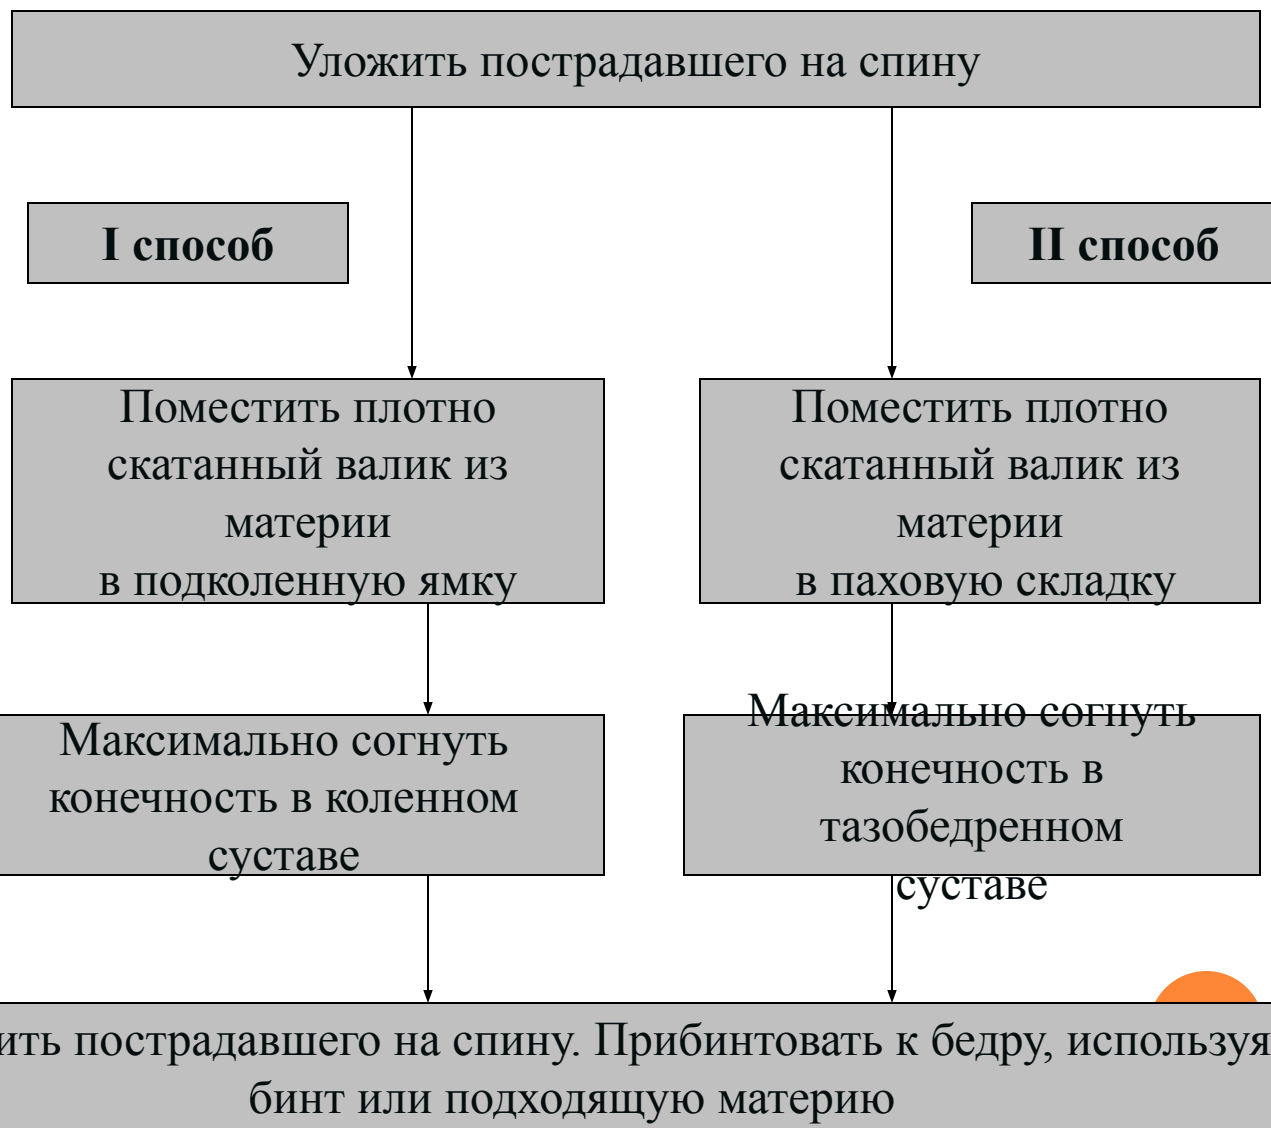 Уложить пострадавшего на спину
I способ
II способ
Поместить плотно
скатанный валик из
материи
в подколенную ямку
Поместить плотно
скатанный валик из
материи
в паховую складку
Максимально согнуть
конечность в коленном
суставе
Максимально согнуть
конечность в
тазобедренном
суставе
ить пострадавшего на спину. Прибинтовать к бедру, используя
бинт или подходящую материю